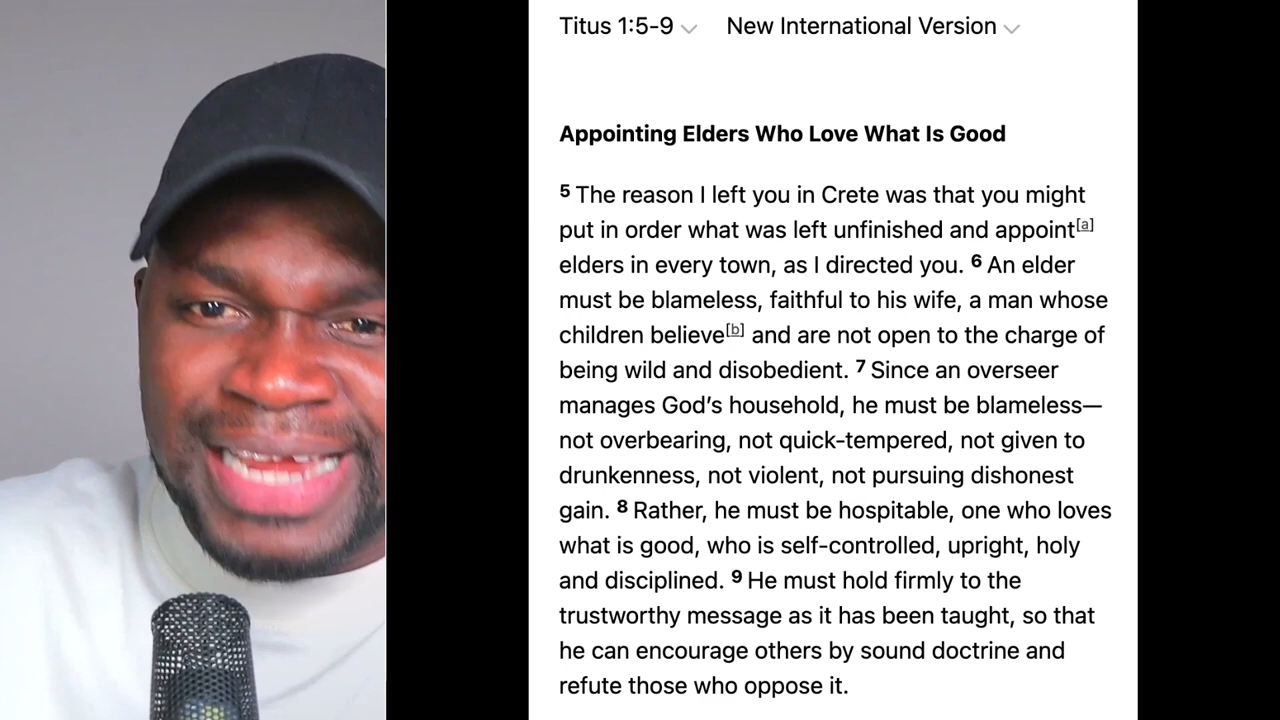 Titus 1:5-9 New International Version
Appointing Elders Who Love What Is Good
5 The reason I left you in Crete was that you might
put in order what was left unfinished and appoint[a]
elders in every town, as I directed you. 6 An elder
must be blameless, faithful to his wife, a man whose
children believe[b] and are not open to the charge of
being wild and disobedient. 7 Since an overseer
manages God’s household, he must be blameless—
not overbearing, not quick-tempered, not given to
drunkenness, not violent, not pursuing dishonest
gain. 8 Rather, he must be hospitable, one who loves
what is good, who is self-controlled, upright, holy
and disciplined. 9 He must hold firmly to the
trustworthy message as it has been taught, so that
he can encourage others by sound doctrine and
refute those who oppose it.